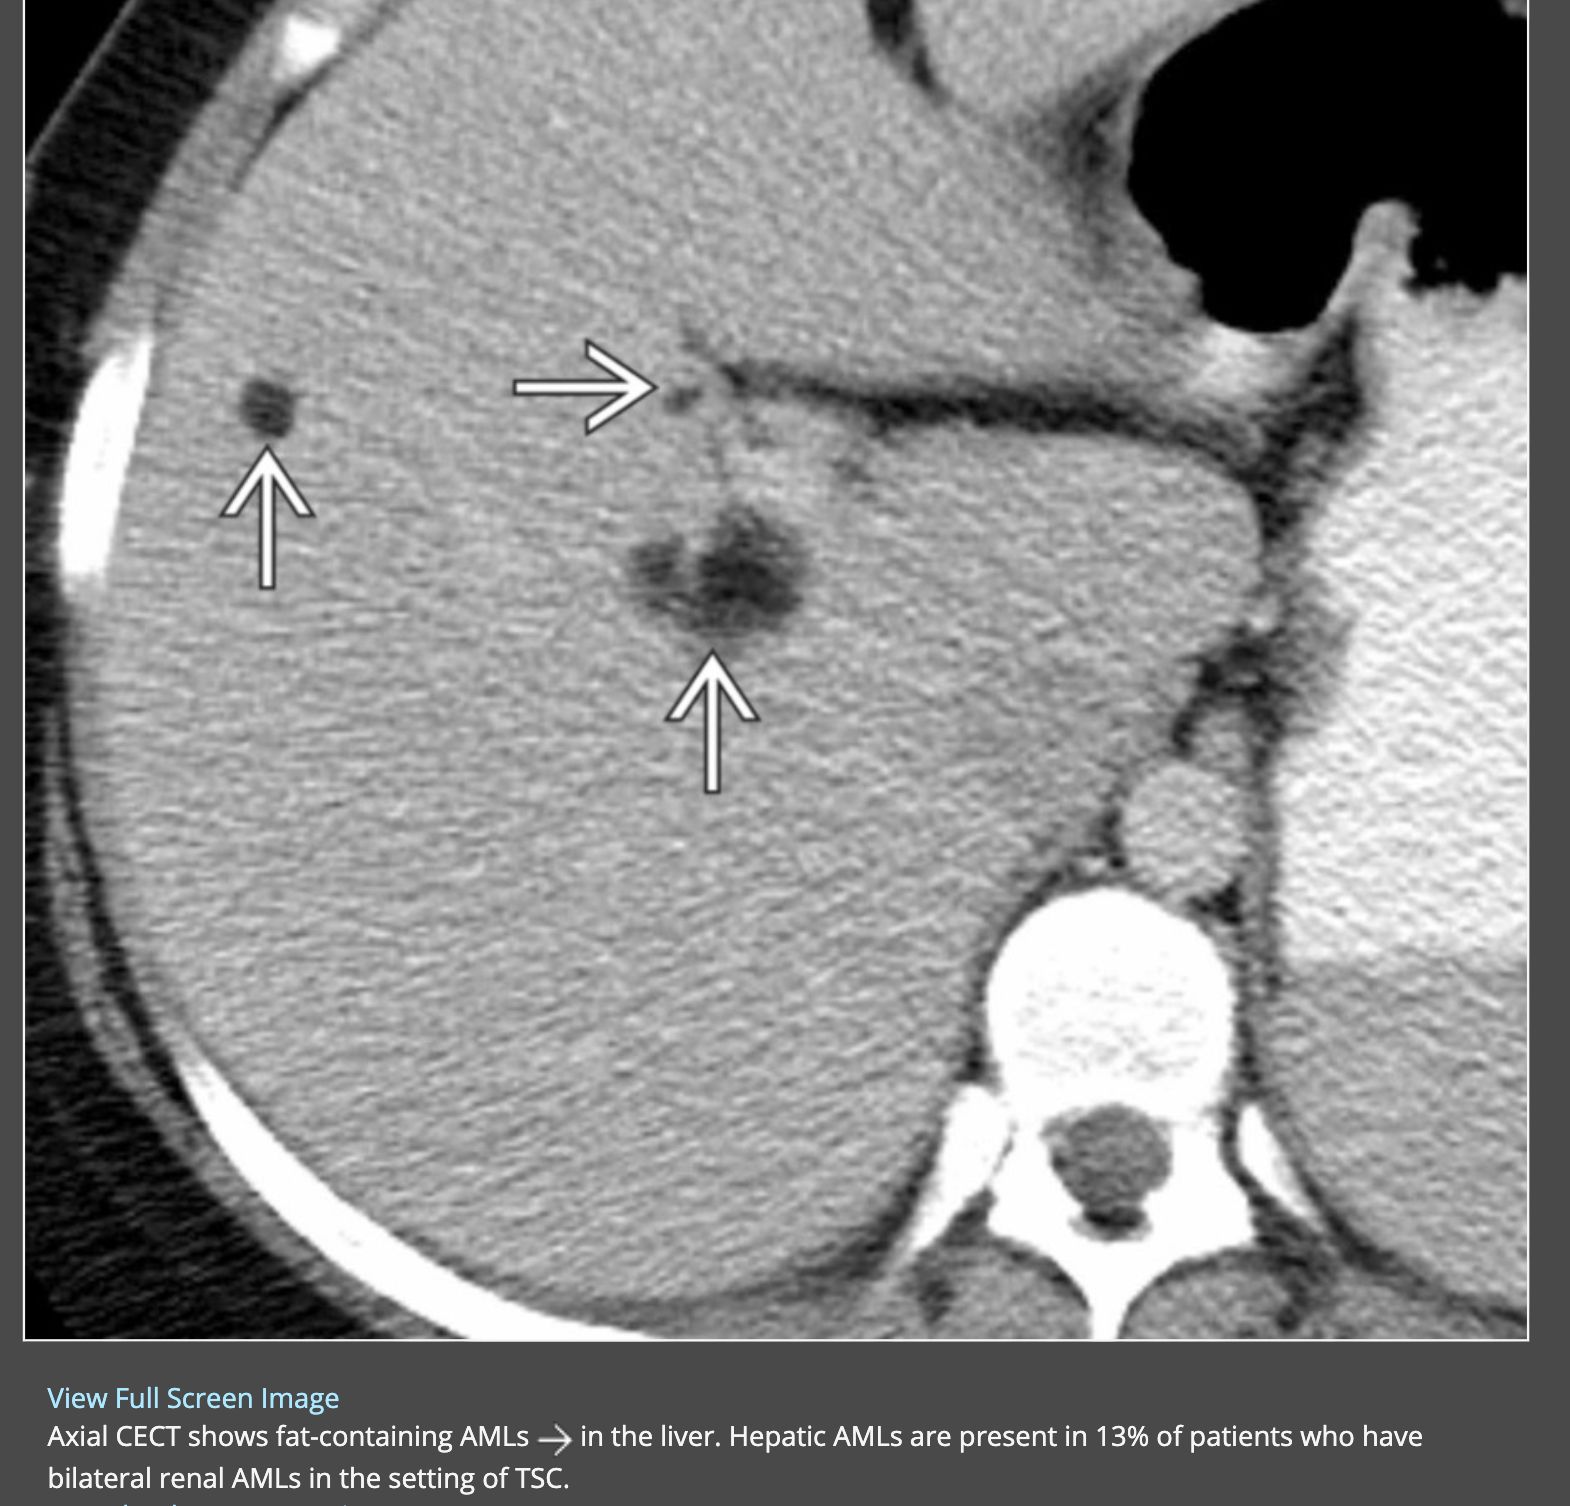 View Full Screen Image
Axial CECT shows fat-containing AMLs → in the liver. Hepatic AMLs are present in 13% of patients who have
bilateral renal AMLs in the setting of TSC.